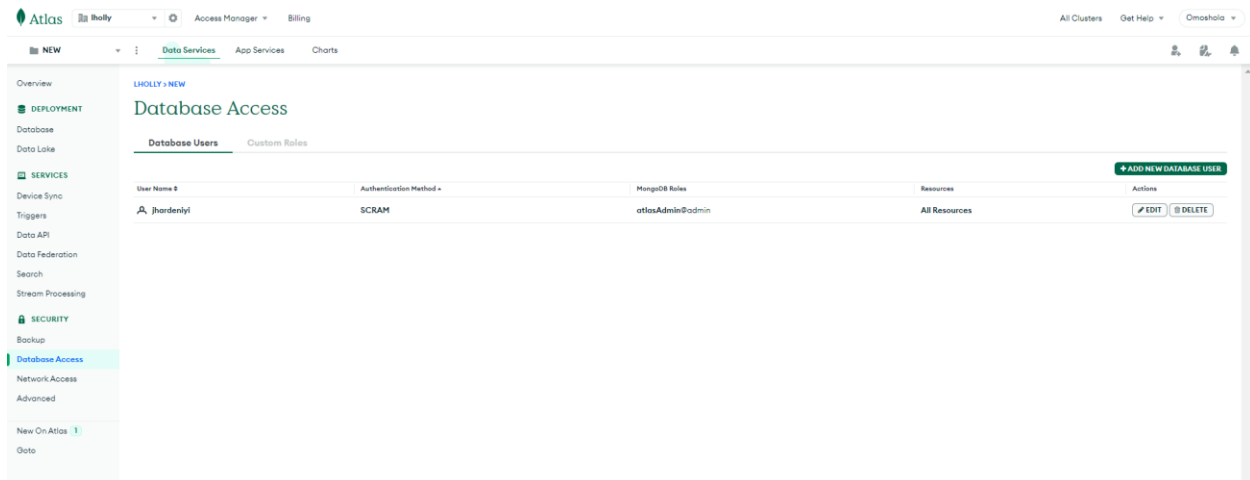 Atlas lholly Access Manager Billing All Clusters Get Help Omoshola
NEW Data Services App Services Charts
Overview
DEPLOYMENT
Database
Data Lake
SERVICES
Device Sync
Triggers
Data API
Data Federation
Search
Stream Processing
SECURITY
Backup
Database Access
Network Access
Advanced
New On Atlas 1
Goto
LHOLLY > NEW
Database Access
Database Users Custom Roles
+ ADD NEW DATABASE USER
User Name Authentication Method MongoDB Roles Resources Actions
jhardeniyi SCRAM atlasAdmin@admin All Resources EDIT DELETE